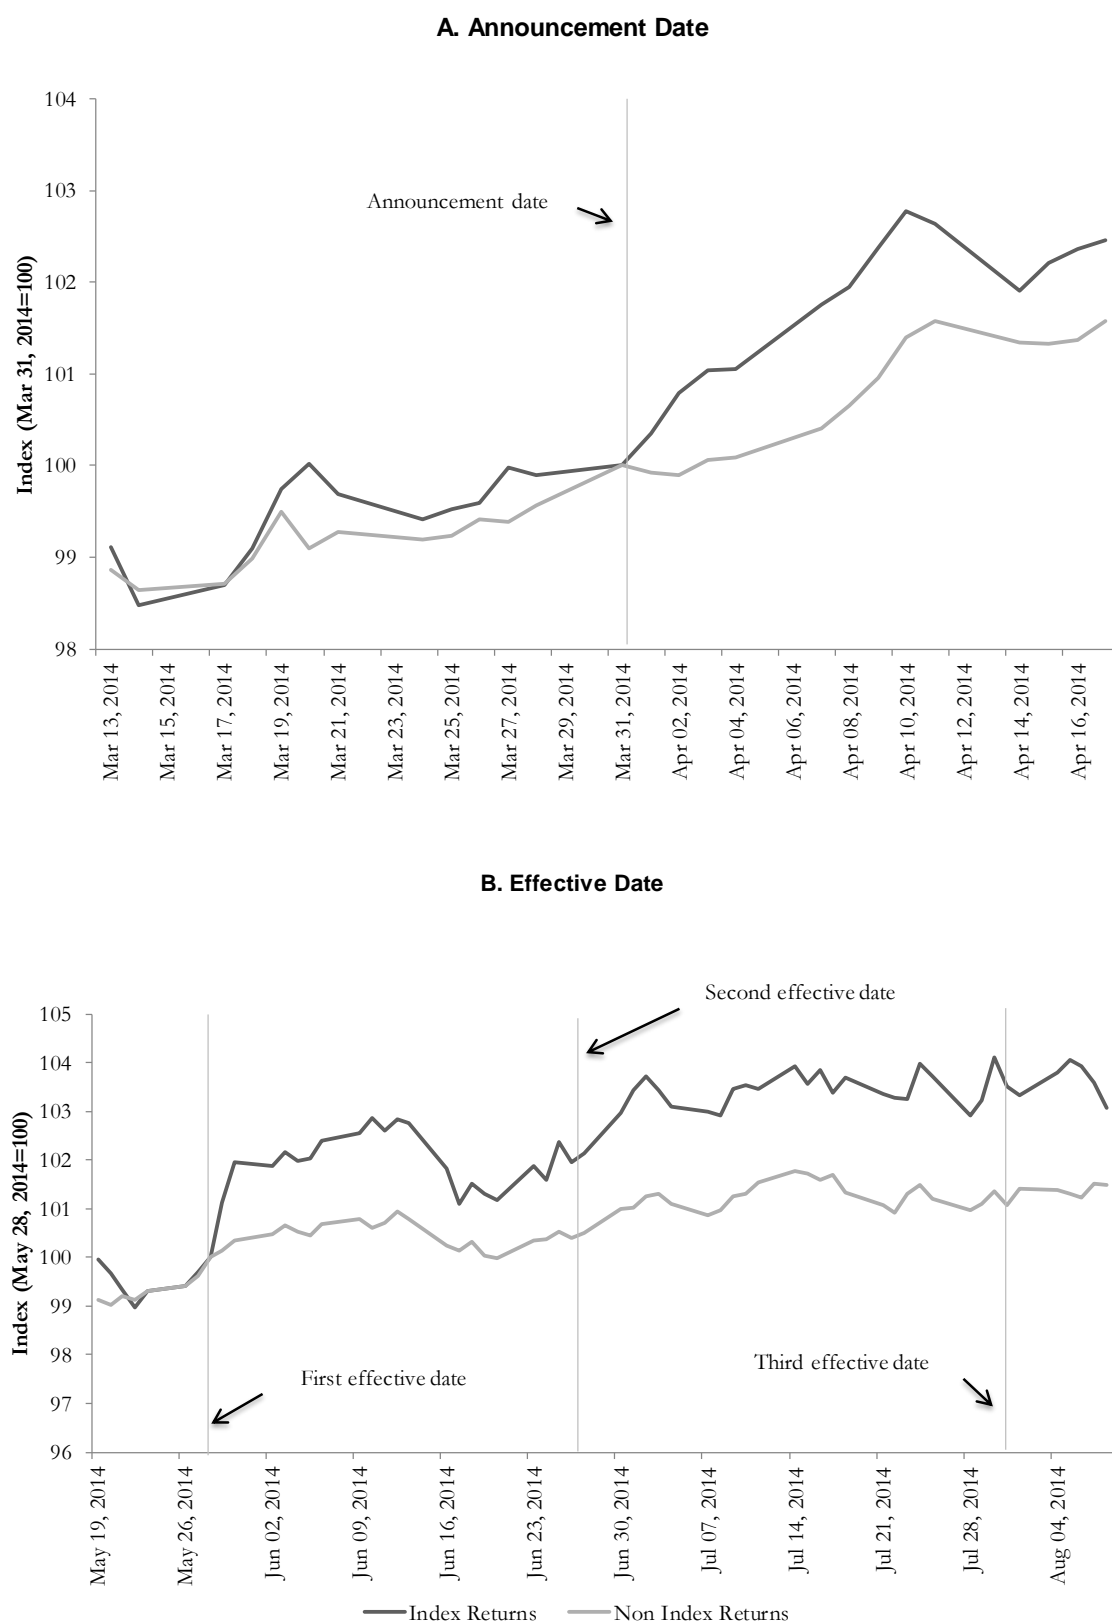 A. Announcement Date
104
103
102
101
100
99
98
Index (Mar 31, 2014=100)
Announcement date
Mar 13, 2014
Mar 15, 2014
Mar 17, 2014
Mar 19, 2014
Mar 21, 2014
Mar 23, 2014
Mar 25, 2014
Mar 27, 2014
Mar 29, 2014
Mar 31, 2014
Apr 02, 2014
Apr 04, 2014
Apr 06, 2014
Apr 08, 2014
Apr 10, 2014
Apr 12, 2014
Apr 14, 2014
Apr 16, 2014
B. Effective Date
Second effective date
105
104
103
102
101
100
99
98
97
96
Index (May 28, 2014=100)
First effective date
Third effective date
May 19, 2014
May 26, 2014
Jun 02, 2014
Jun 09, 2014
Jun 16, 2014
Jun 23, 2014
Jun 30, 2014
Jul 07, 2014
Jul 14, 2014
Jul 21, 2014
Jul 28, 2014
Aug 04, 2014
Index Returns
Non Index Returns